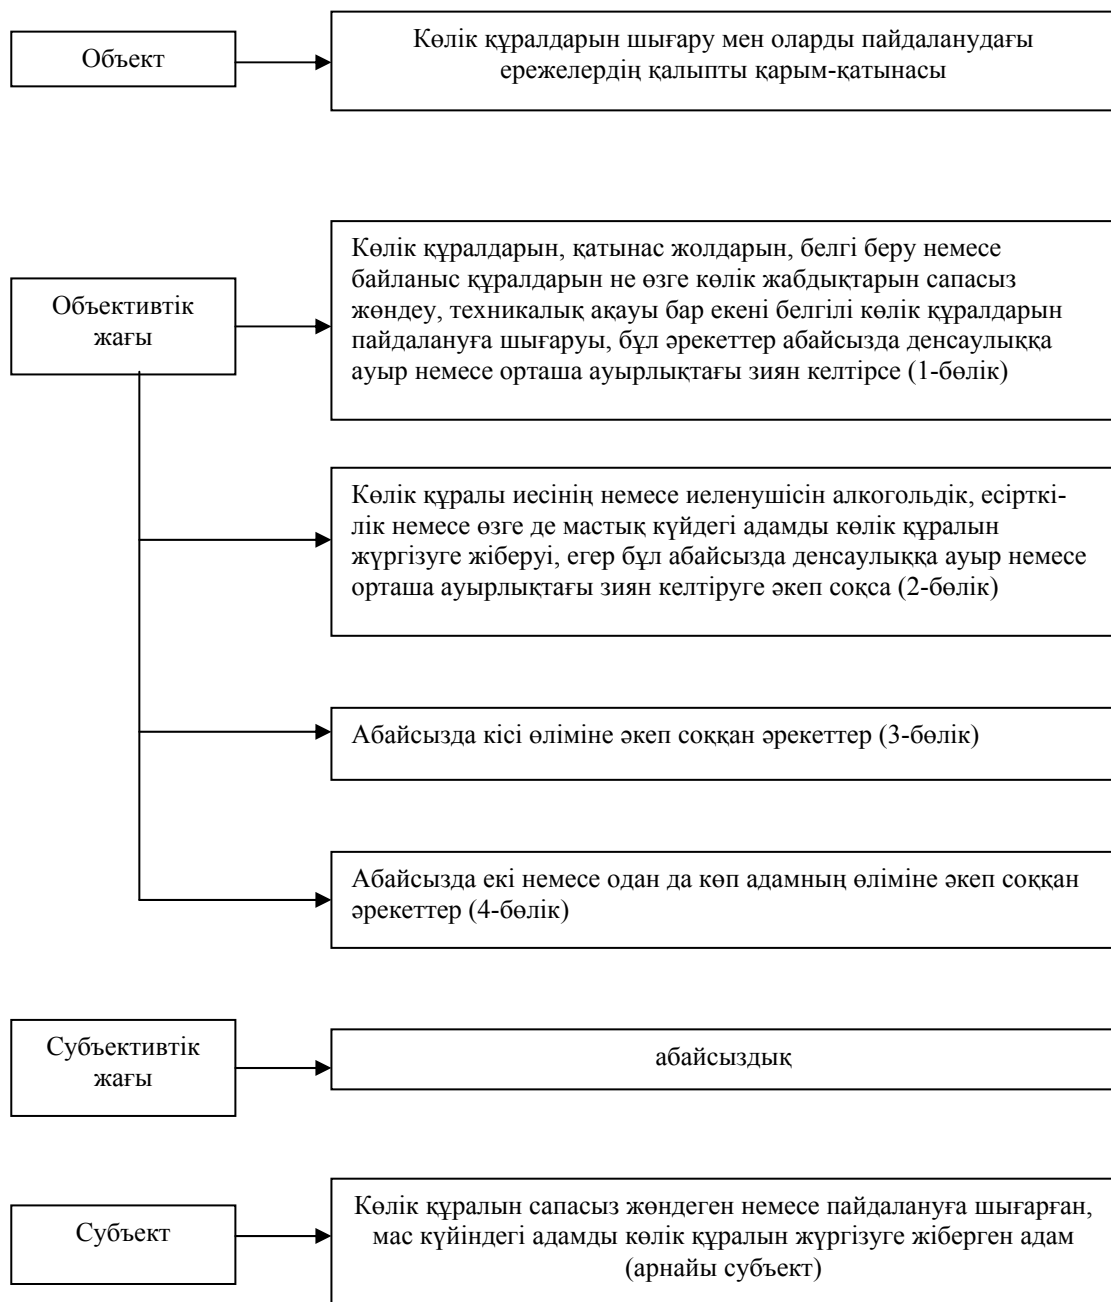 Объект
Көлік құралдарын шығару мен оларды пайдаланудағы
ережелердің қалыпты қарым-қатынасы
Объективтік
жағы
Көлік құралдарын, қатынас жолдарын, белгі беру немесе
байланыс құралдарын не өзге көлік жабдықтарын сапасыз
жөндеу, техникалық ақауы бар екені белгілі көлік құралдарын
пайдалануға шығаруы, бұл әрекеттер абайсызда денсаулыққа
ауыр немесе орташа ауырлықтағы зиян келтірсе (1-бөлік)
Көлік құралы иесінің немесе иеленушісін алкогольдік, есірткі-
лік немесе өзге де мастық күйдегі адамды көлік құралын
жүргізуге жіберуі, егер бұл абайсызда денсаулыққа ауыр немесе
орташа ауырлықтағы зиян келтіруге әкеп соқса (2-бөлік)
Абайсызда кісі өліміне әкеп соққан әрекеттер (3-бөлік)
Абайсызда екі немесе одан да көп адамның өліміне әкеп соққан
әрекеттер (4-бөлік)
Субъективтік
жағы
абайсыздық
Субъект
Көлік құралын сапасыз жөндеген немесе пайдалануға шығарған,
мас күйіндегі адамды көлік құралын жүргізуге жіберген адам
(арнайы субъект)